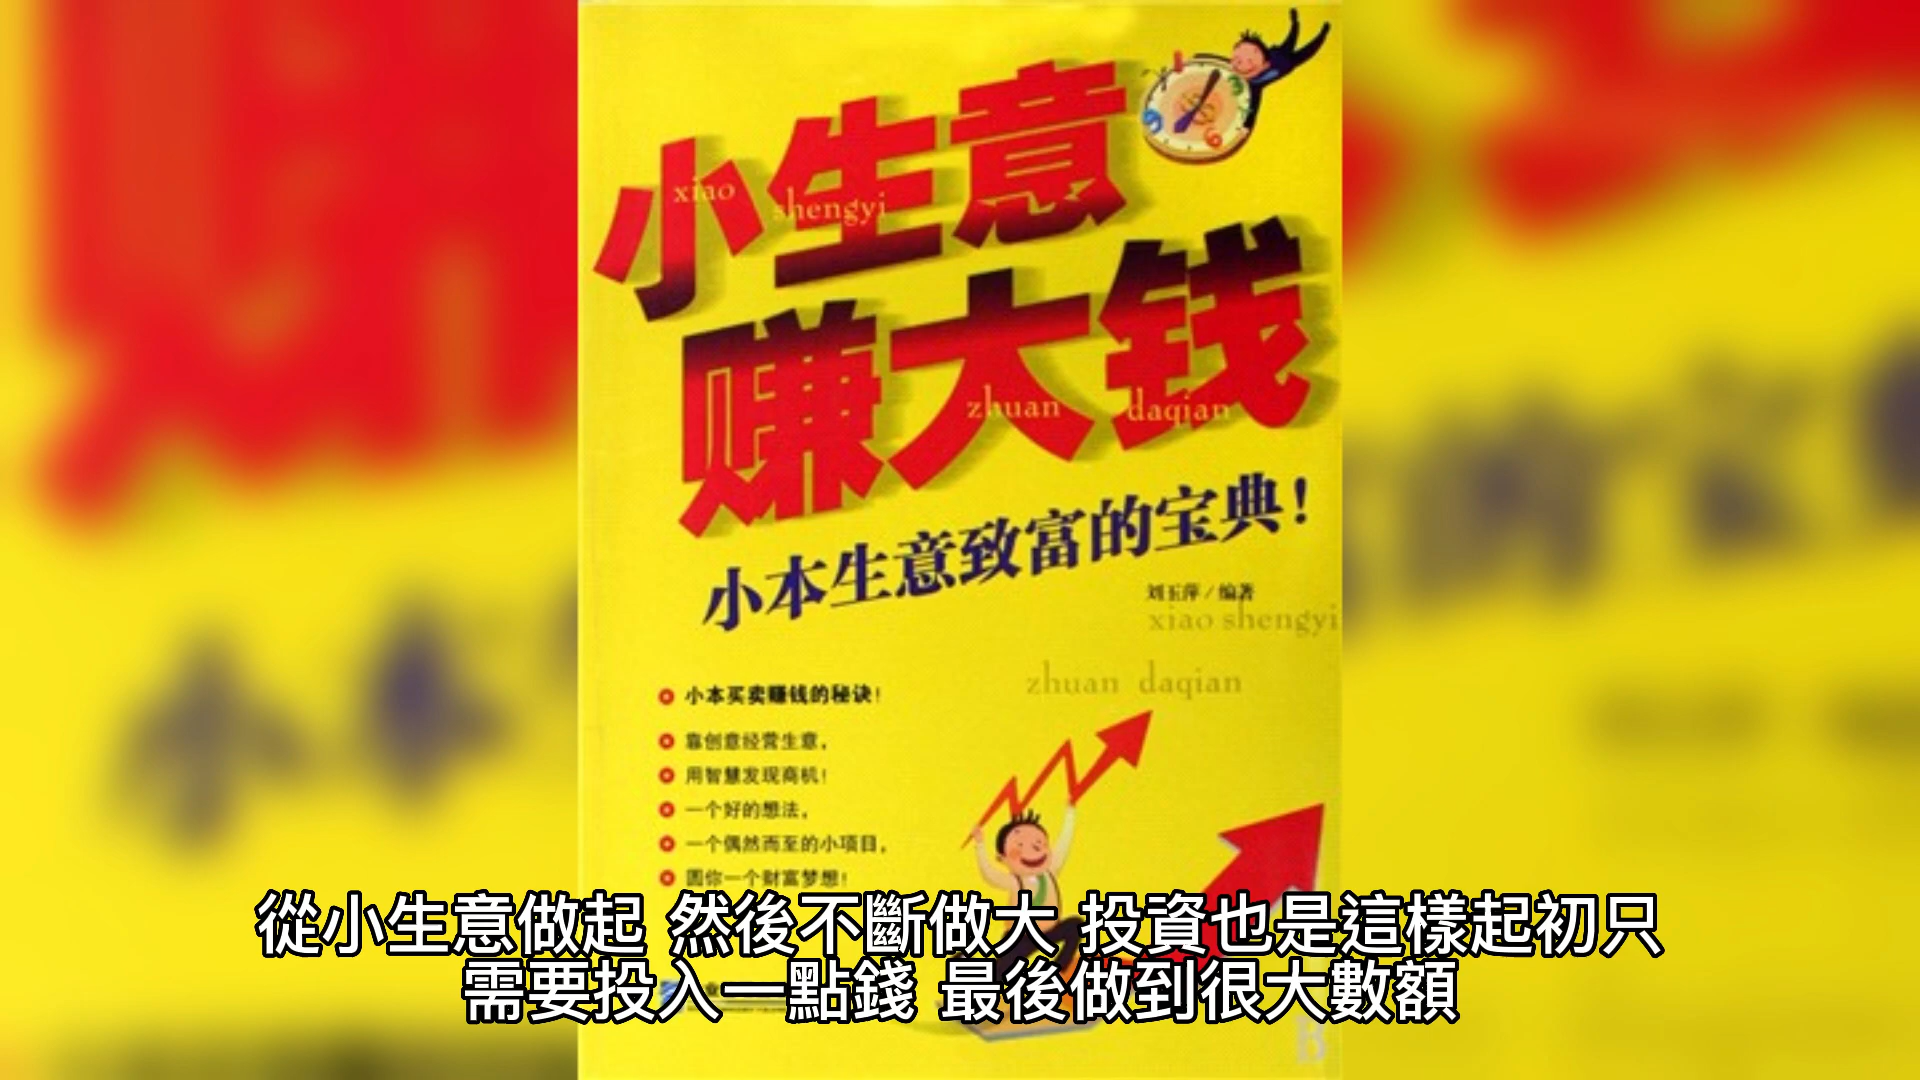 小生意
xiao shengyi
赚大钱
zhuan daqian
小本生意致富的宝典！
刘玉萍／编著
xiao shengyi
zhuan daqian
小本买卖赚钱的秘诀！
靠创意经营生意，
用智慧发现商机！
一个好的想法，
一个偶然而至的小项目，
圆你一个财富梦想！
從小生意做起 然後不斷做大 投資也是這樣起初只
需要投入一點錢 最後做到很大數額